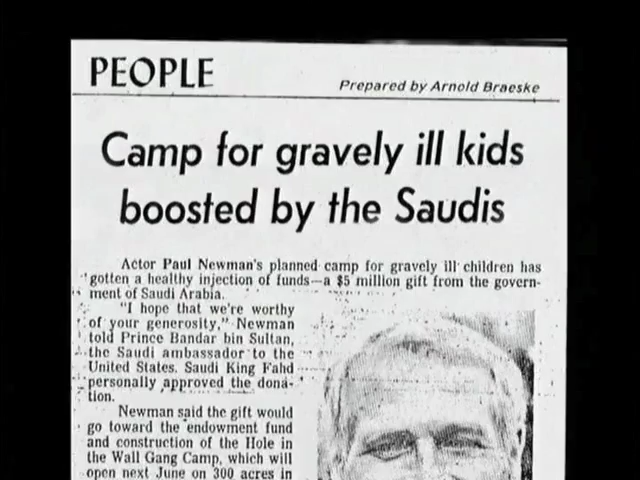 PEOPLE
Prepared by Arnold Braeske
Camp for gravely ill kids
boosted by the Saudis
Actor Paul Newman's planned camp for gravely ill children has
gotten a healthy injection of funds—a $5 million gift from the govern-
ment of Saudi Arabia.
"I hope that we're worthy
of your generosity," Newman
told Prince Bandar bin Sultan,
the Saudi ambassador to the
United States. Saudi King Fahd
personally approved the dona-
tion.
Newman said the gift would
go toward the endowment fund
and construction of the Hole in
the Wall Gang Camp, which will
open next June on 300 acres in